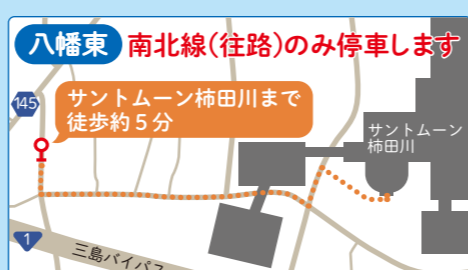 八幡東 南北線(往路)のみ停車します
145
サントムーン柿田川まで
徒歩約5分
サントムーン
柿田川
1
三島バイパス